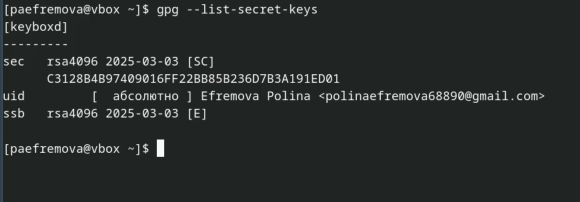 [paefremova@vbox ~]$ gpg --list-secret-keys
[keyboxd]
---------
sec   rsa4096 2025-03-03 [SC]
      C3128B4B97409016FF22BB85B236D7B3A191ED01
uid           [  абсолютно ] Efremova Polina <polinaefremova68890@gmail.com>
ssb   rsa4096 2025-03-03 [E]
[paefremova@vbox ~]$